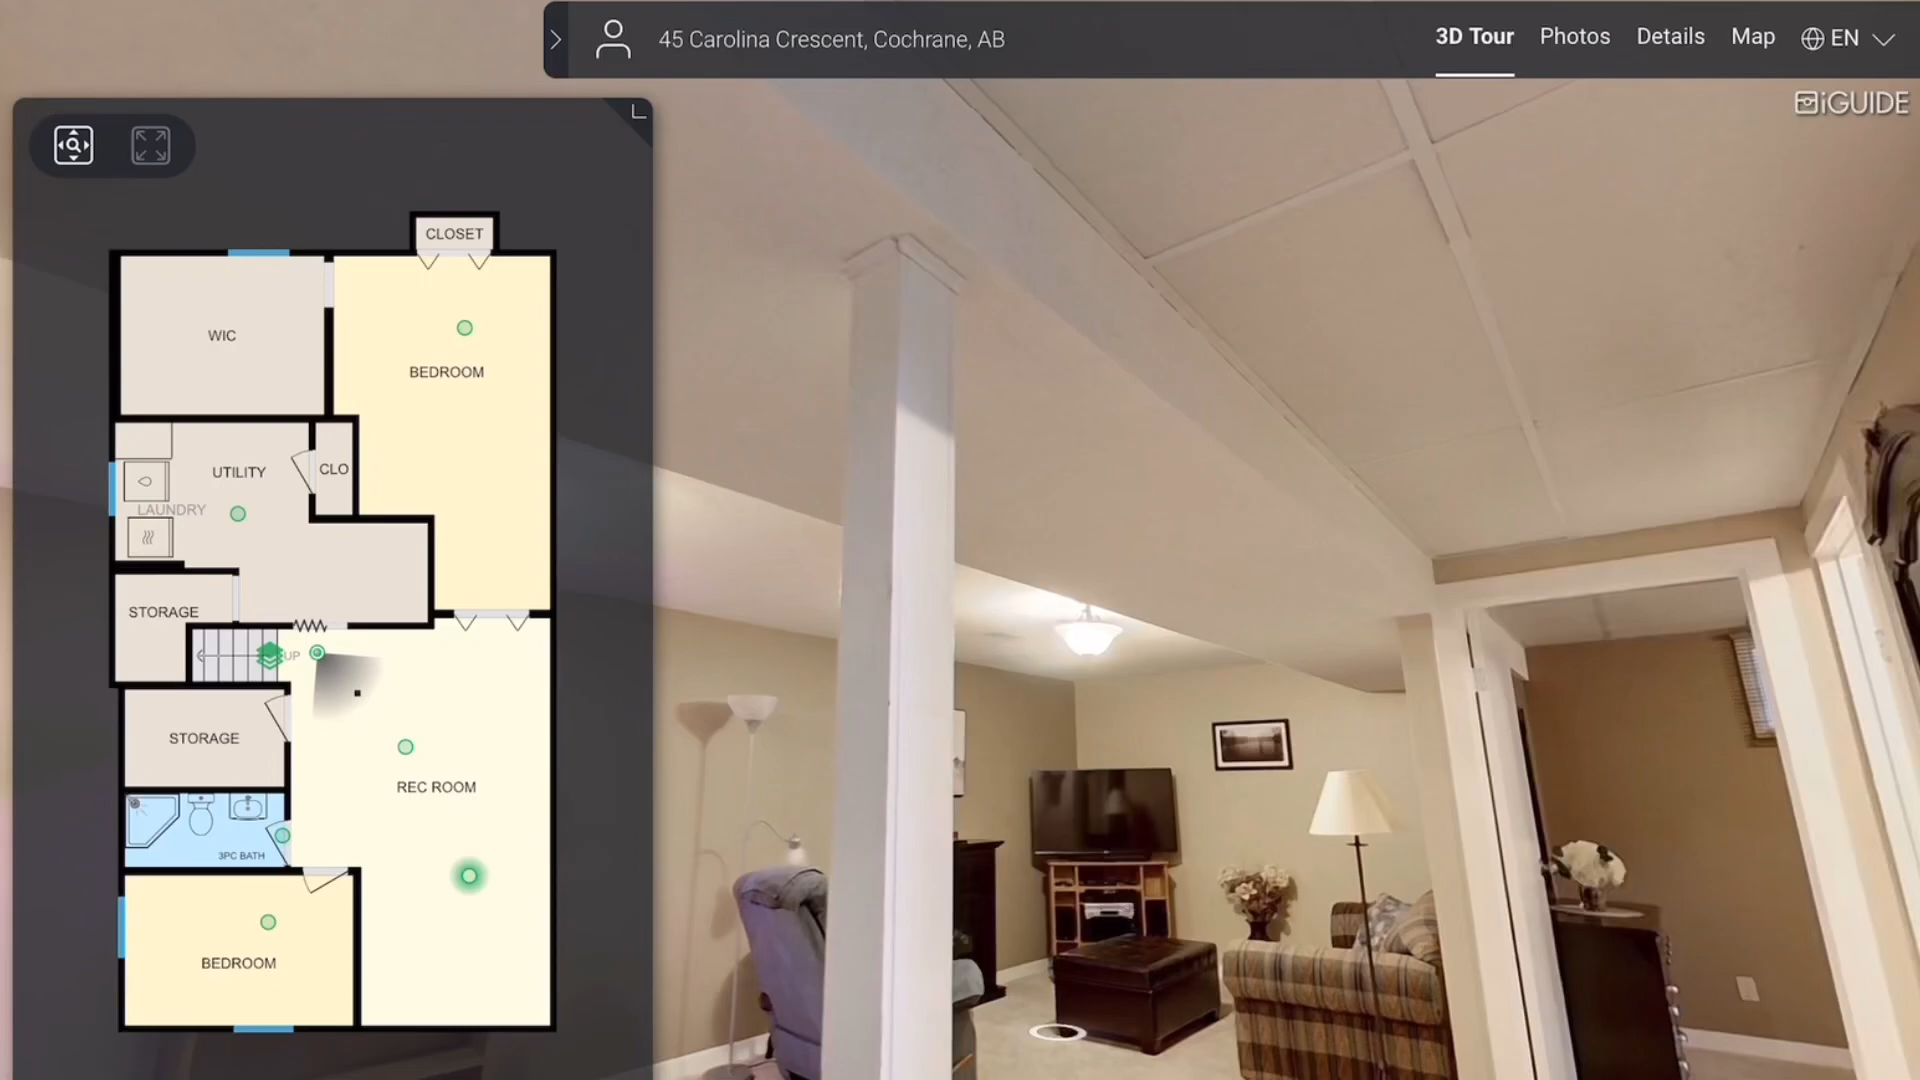 45 Carolina Crescent, Cochrane, AB
3D Tour
Photos
Details
Map
EN
iGUIDE
CLOSET
WIC
BEDROOM
UTILITY
CLO
LAUNDRY
STORAGE
UP
STORAGE
REC ROOM
3PC BATH
BEDROOM